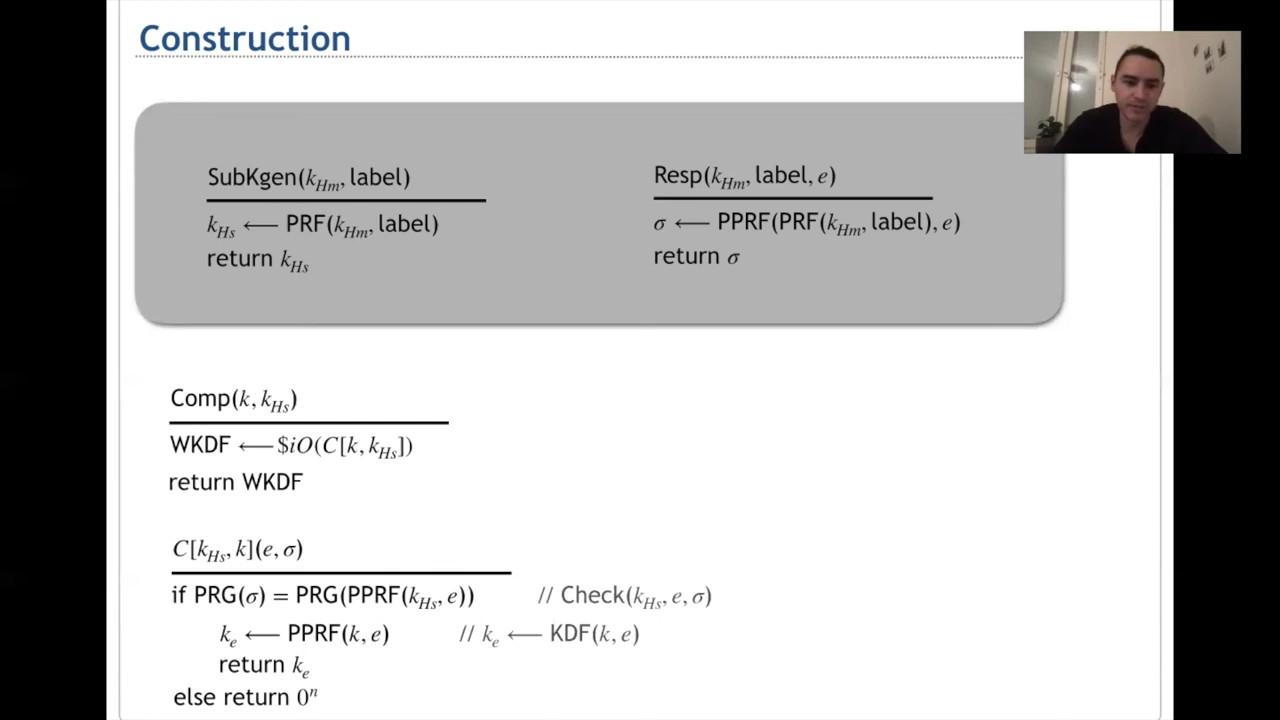 Construction
SubKgen(k_Hm, label)
k_Hs ⟵ PRF(k_Hm, label)
return k_Hs
Resp(k_Hm, label, e)
σ ⟵ PPRF(PRF(k_Hm, label), e)
return σ
Comp(k, k_Hs)
WKDF ⟵ $iO(C[k, k_Hs])
return WKDF
C[k_Hs, k](e, σ)
if PRG(σ) = PRG(PPRF(k_Hs, e)) // Check(k_Hs, e, σ)
k_e ⟵ PPRF(k, e) // k_e ⟵ KDF(k, e)
return k_e
else return 0ⁿ